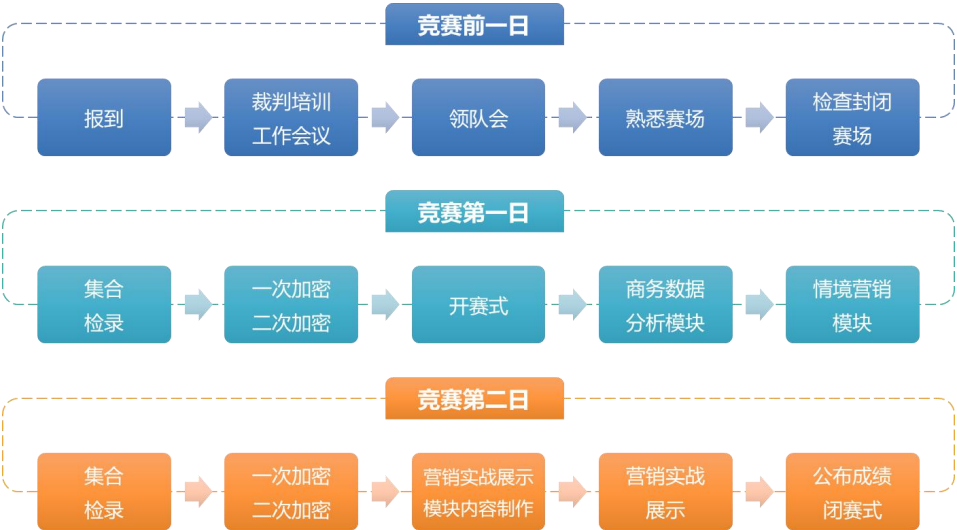 竞赛前一日
报到
裁判培训
工作会议
领队会
熟悉赛场
检查封闭
赛场
竞赛第一日
集合
检录
一次加密
二次加密
开赛式
商务数据
分析模块
情境营销
模块
竞赛第二日
集合
检录
一次加密
二次加密
营销实战展示
模块内容制作
营销实战
展示
公布成绩
闭赛式